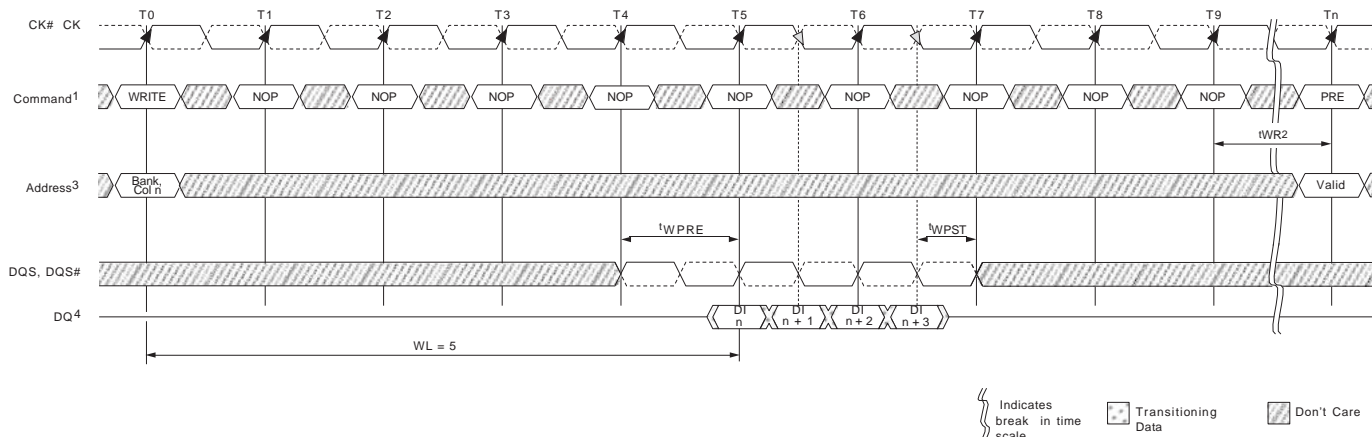 T0 T1 T2 T3 T4 T5 T6 T7 T8 T9 Tn
CK# CK
Command1 WRITE NOP NOP NOP NOP NOP NOP NOP NOP NOP PRE
tWR2
Address3 Bank, Col n Valid
tWPRE tWPST
DQS, DQS#
DQ4 DI n DI n + 1 DI n + 2 DI n + 3
WL = 5
Indicates
break in time
scale
Transitioning
Data
Don't Care